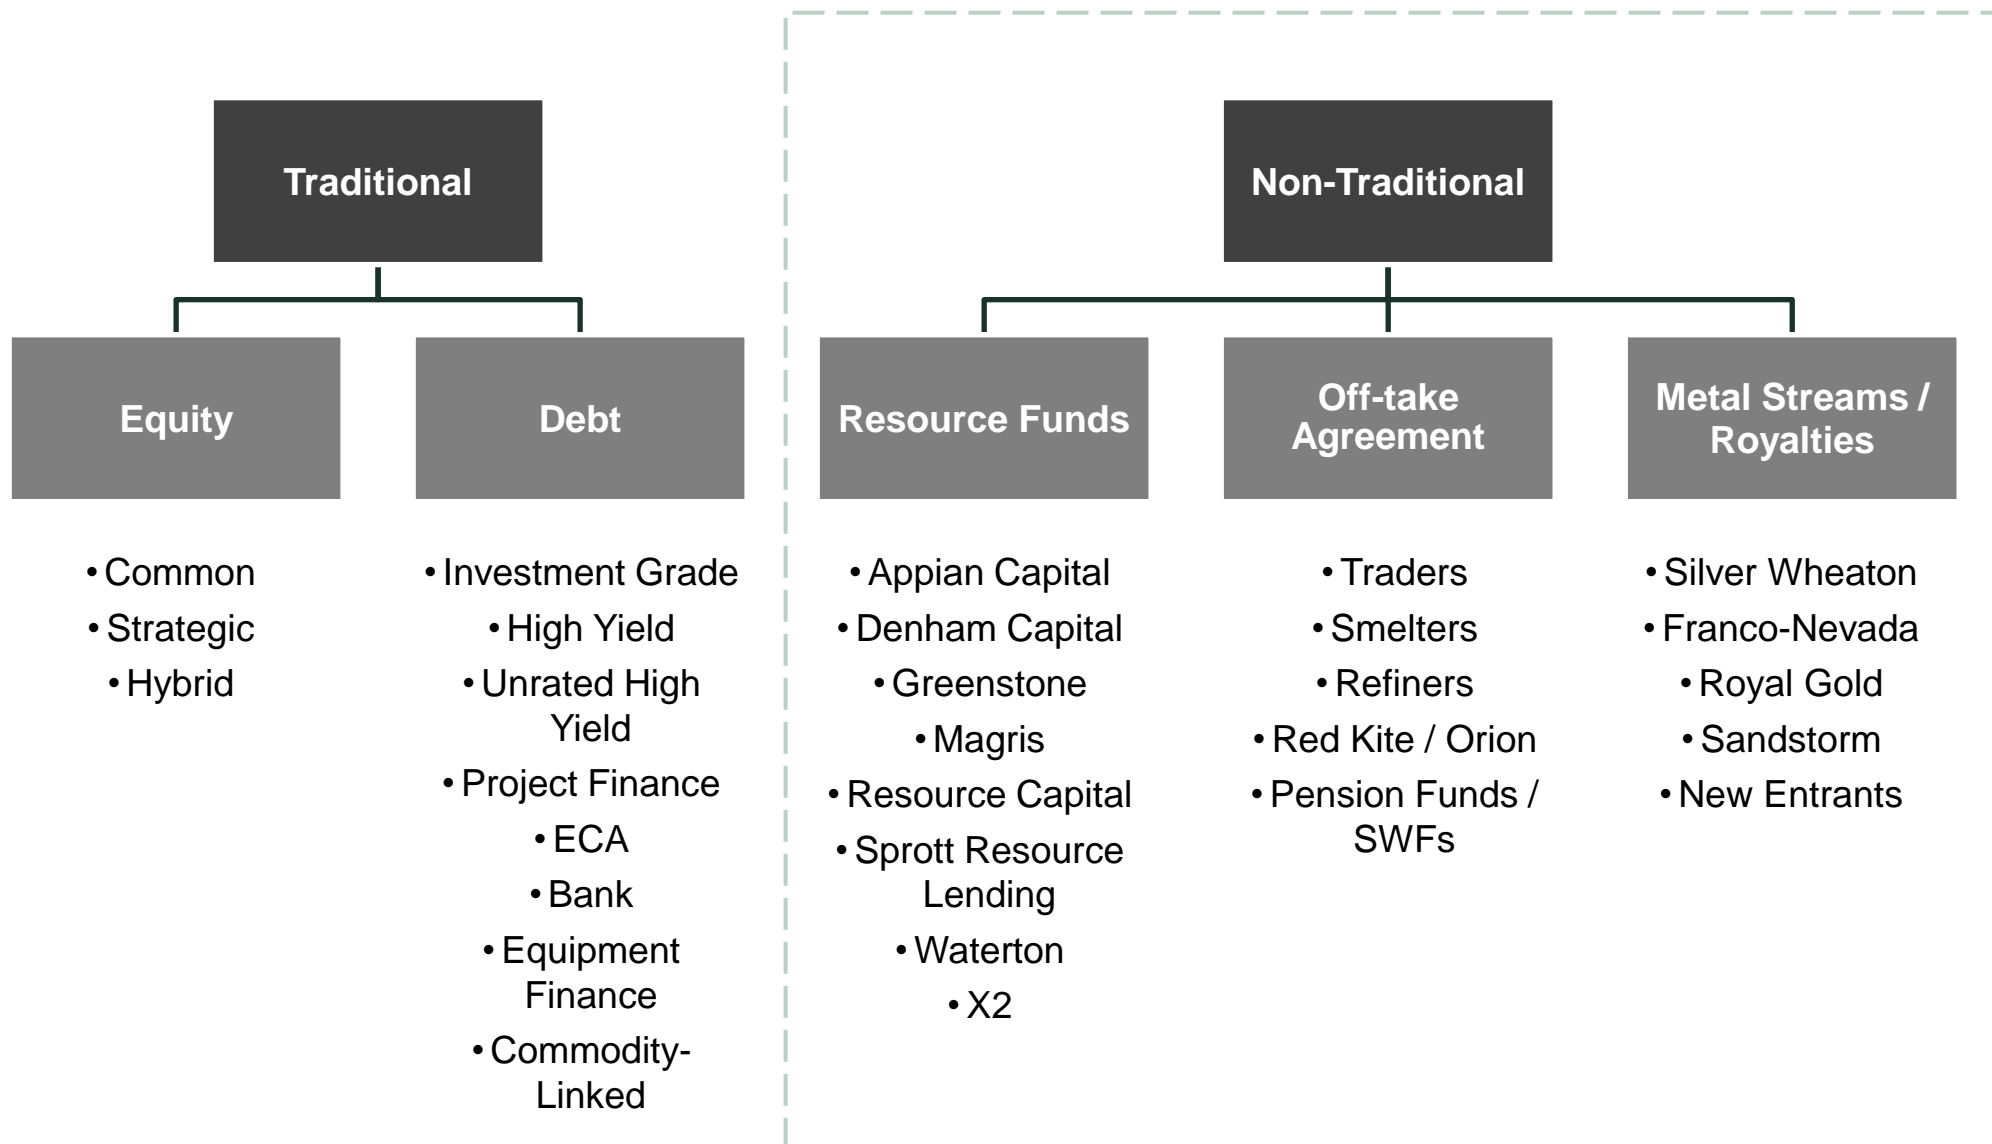 Traditional
Non-Traditional
Equity
Debt
Resource Funds
Off-take
Agreement
Metal Streams /
Royalties
• Common
• Strategic
• Hybrid
• Investment Grade
• High Yield
• Unrated High
Yield
• Project Finance
• ECA
• Bank
• Equipment
Finance
• Commodity-
Linked
• Appian Capital
• Denham Capital
• Greenstone
• Magris
• Resource Capital
• Sprott Resource
Lending
• Waterton
• X2
• Traders
• Smelters
• Refiners
• Red Kite / Orion
• Pension Funds /
SWFs
• Silver Wheaton
• Franco-Nevada
• Royal Gold
• Sandstorm
• New Entrants